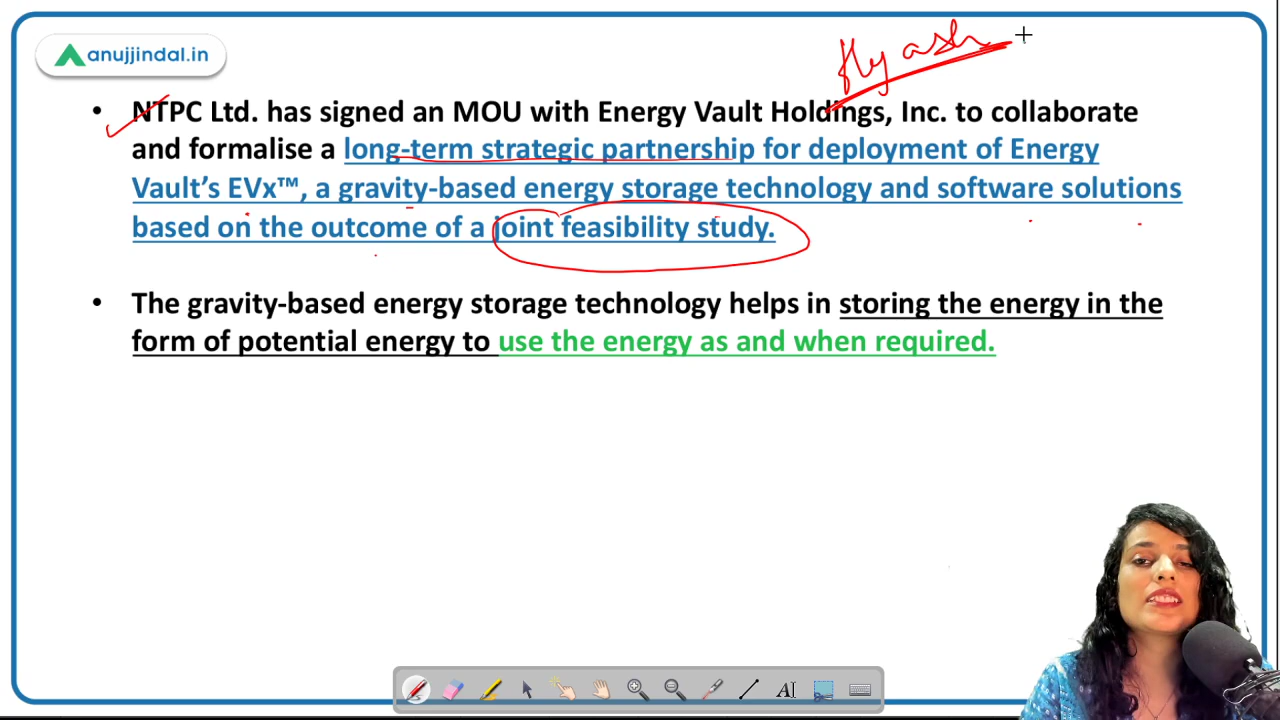 anujjindal.in
fly ash
• NTPC Ltd. has signed an MOU with Energy Vault Holdings, Inc. to collaborate
and formalise a long-term strategic partnership for deployment of Energy
Vault's EVx™, a gravity-based energy storage technology and software solutions
based on the outcome of a joint feasibility study.
• The gravity-based energy storage technology helps in storing the energy in the
form of potential energy to use the energy as and when required.
AI